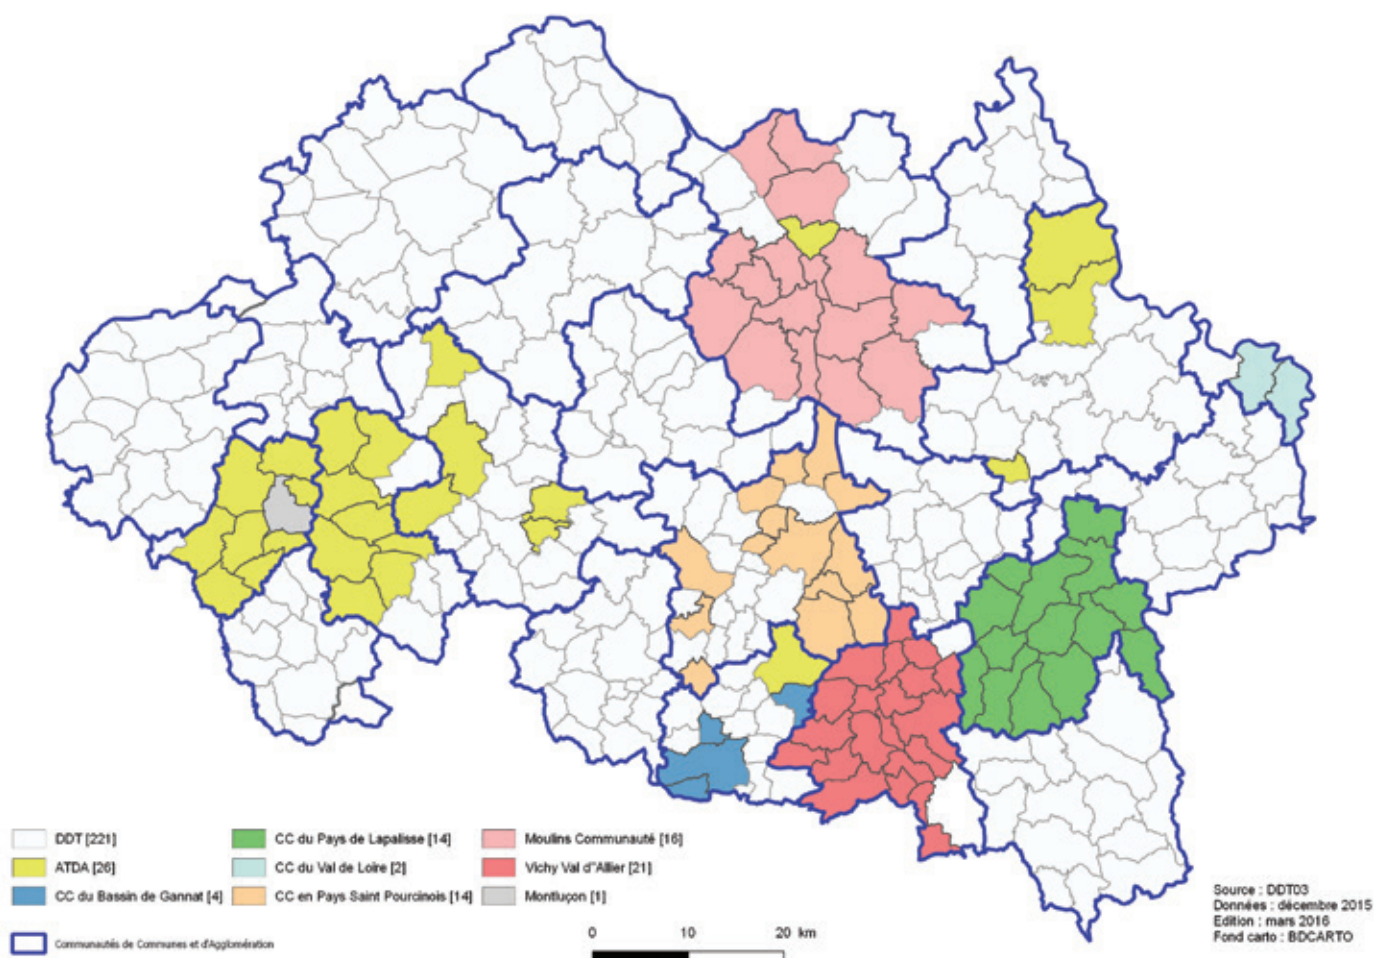 DDT [221]
ATDA [26]
CC du Bassin de Gannat [4]
CC du Pays de Lapalisse [14]
CC du Val de Loire [2]
CC en Pays Saint Pourcinois [14]
Moulins Communauté [16]
Vichy Val d"Allier [21]
Montluçon [1]
Communautés de Communes et d'Agglomération
0 10 20 km
Source : DDT03
Données : décembre 2015
Edition : mars 2016
Fond carto : BDCARTO